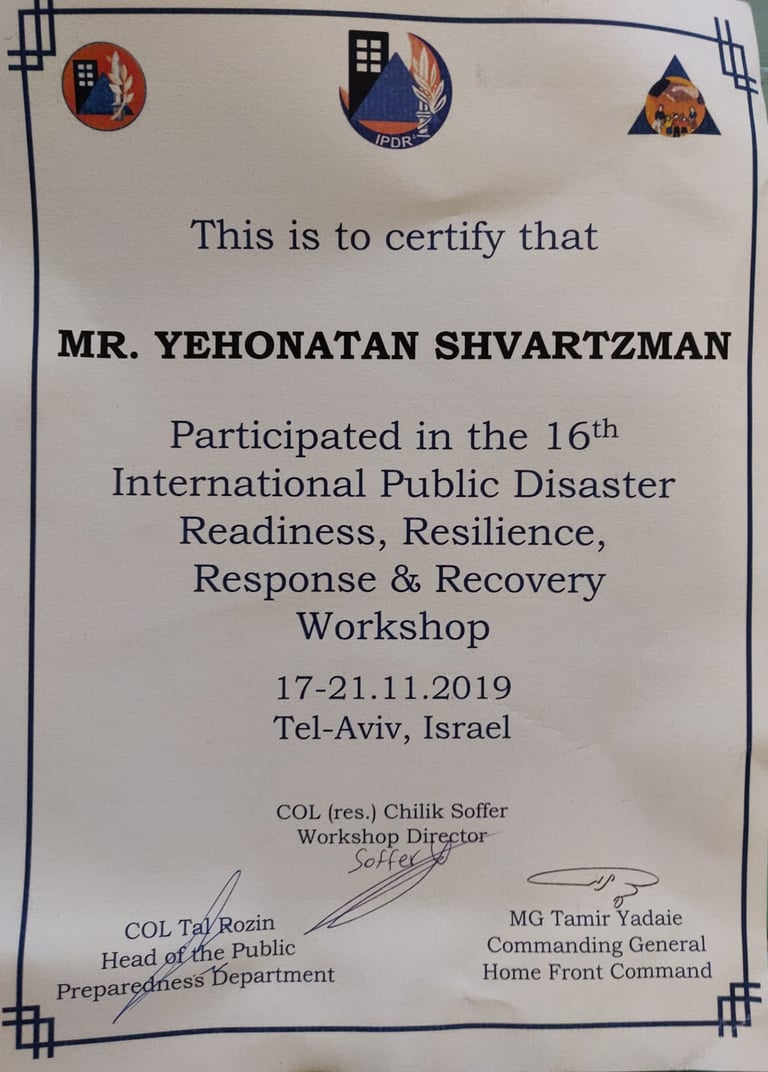 IPDR⁴
This is to certify that
MR. YEHONATAN SHVARTZMAN
Participated in the 16th
International Public Disaster
Readiness, Resilience,
Response & Recovery
Workshop
17-21.11.2019
Tel-Aviv, Israel
COL (res.) Chilik Soffer
Workshop Director
Soffer
COL Tal Rozin
Head of the Public
Preparedness Department
MG Tamir Yadaie
Commanding General
Home Front Command